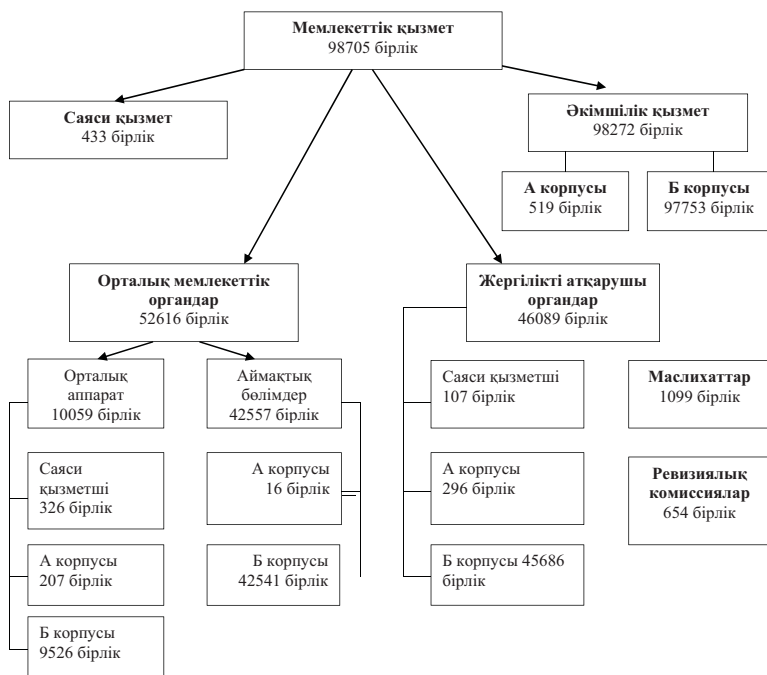 Мемлекеттік қызмет
98705 бірлік
Саяси қызмет
433 бірлік
Әкімшілік қызмет
98272 бірлік
А корпусы
519 бірлік
Б корпусы
97753 бірлік
Орталық мемлекеттік
органдар
52616 бірлік
Жергілікті атқарушы
органдар
46089 бірлік
Орталық
аппарат
10059 бірлік
Аймақтық
бөлімдер
42557 бірлік
Саяси қызметші
107 бірлік
Маслихаттар
1099 бірлік
Саяси
қызметші
326 бірлік
А корпусы
16 бірлік
А корпусы
296 бірлік
Ревизиялық
комиссиялар
654 бірлік
А корпусы
207 бірлік
Б корпусы
42541 бірлік
Б корпусы 45686
бірлік
Б корпусы
9526 бірлік